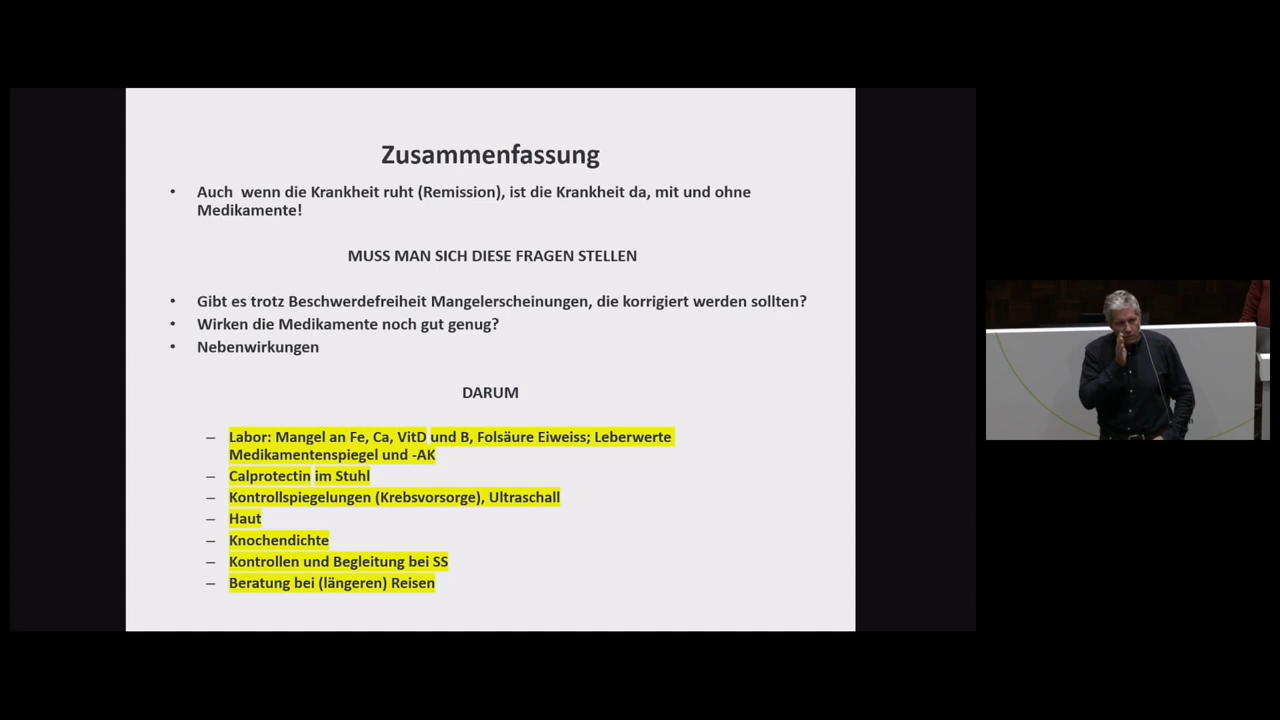 Zusammenfassung
• Auch wenn die Krankheit ruht (Remission), ist die Krankheit da, mit und ohne
Medikamente!
MUSS MAN SICH DIESE FRAGEN STELLEN
• Gibt es trotz Beschwerdefreiheit Mangelerscheinungen, die korrigiert werden sollten?
• Wirken die Medikamente noch gut genug?
• Nebenwirkungen
DARUM
– Labor: Mangel an Fe, Ca, VitD und B, Folsäure Eiweiss; Leberwerte
Medikamentenspiegel und -AK
– Calprotectin im Stuhl
– Kontrollspiegelungen (Krebsvorsorge), Ultraschall
– Haut
– Knochendichte
– Kontrollen und Begleitung bei SS
– Beratung bei (längeren) Reisen